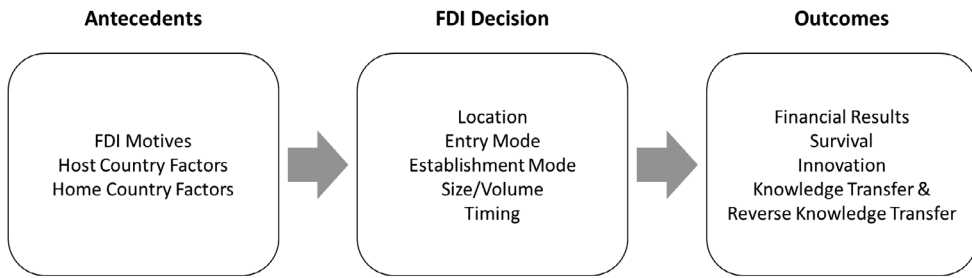 Antecedents
FDI Motives
Host Country Factors
Home Country Factors
FDI Decision
Location
Entry Mode
Establishment Mode
Size/Volume
Timing
Outcomes
Financial Results
Survival
Innovation
Knowledge Transfer &
Reverse Knowledge Transfer